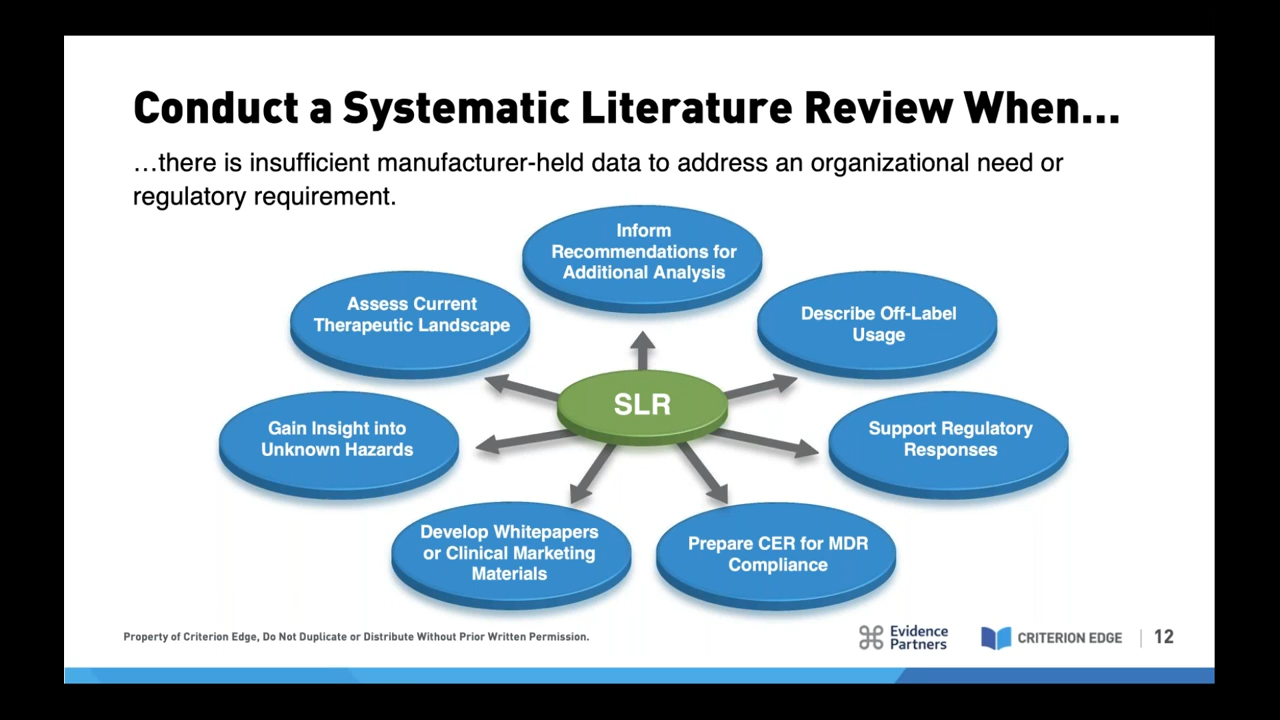 Conduct a Systematic Literature Review When...
...there is insufficient manufacturer-held data to address an organizational need or
regulatory requirement.
Inform
Recommendations for
Additional Analysis
Assess Current
Therapeutic Landscape
Describe Off-Label
Usage
SLR
Gain Insight into
Unknown Hazards
Support Regulatory
Responses
Develop Whitepapers
or Clinical Marketing
Materials
Prepare CER for MDR
Compliance
Property of Criterion Edge, Do Not Duplicate or Distribute Without Prior Written Permission.
Evidence
Partners
CRITERION EDGE | 12